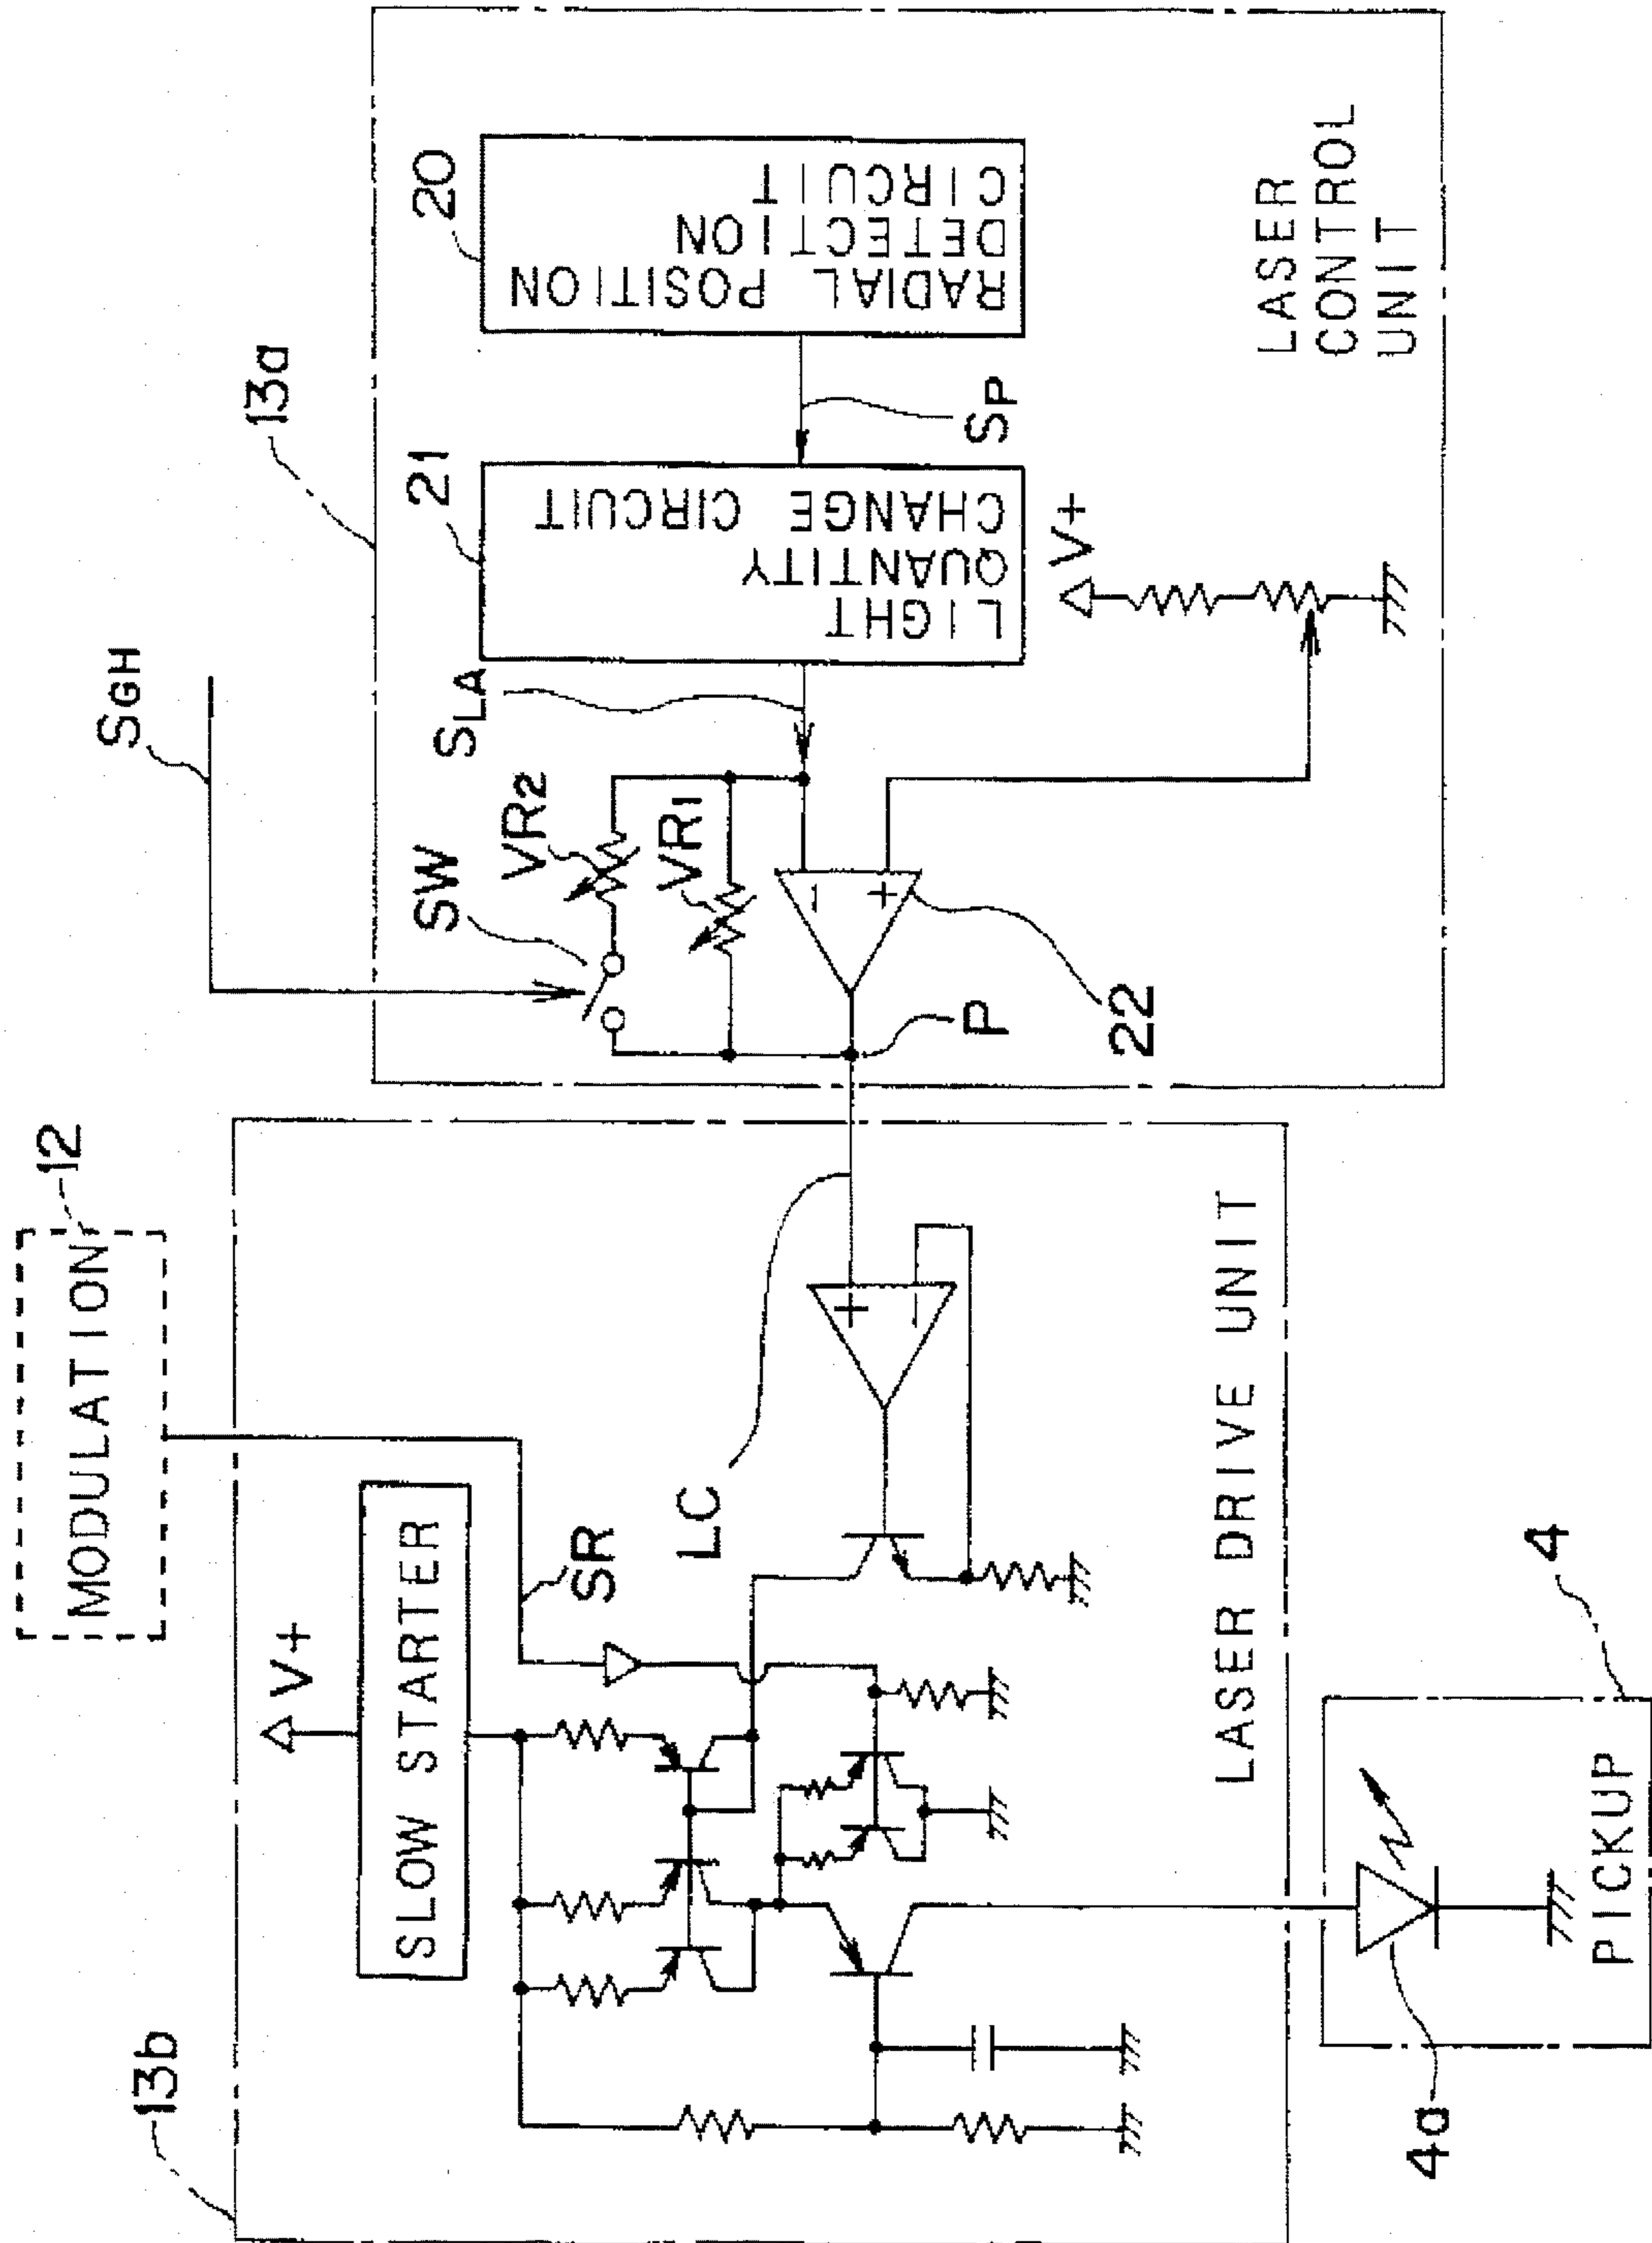 SGH
13a
20
RADIAL POSITION
DETECTION
CIRCUIT
SP
21
LIGHT
QUANTITY
CHANGE CIRCUIT
SLA
V+
VR2
SW
VR1
−
+
22
P
LASER
CONTROL
UNIT
12
MODULATION
13b
V+
SLOW STARTER
SR
LC
+
−
LASER DRIVE UNIT
4
4a
PICKUP